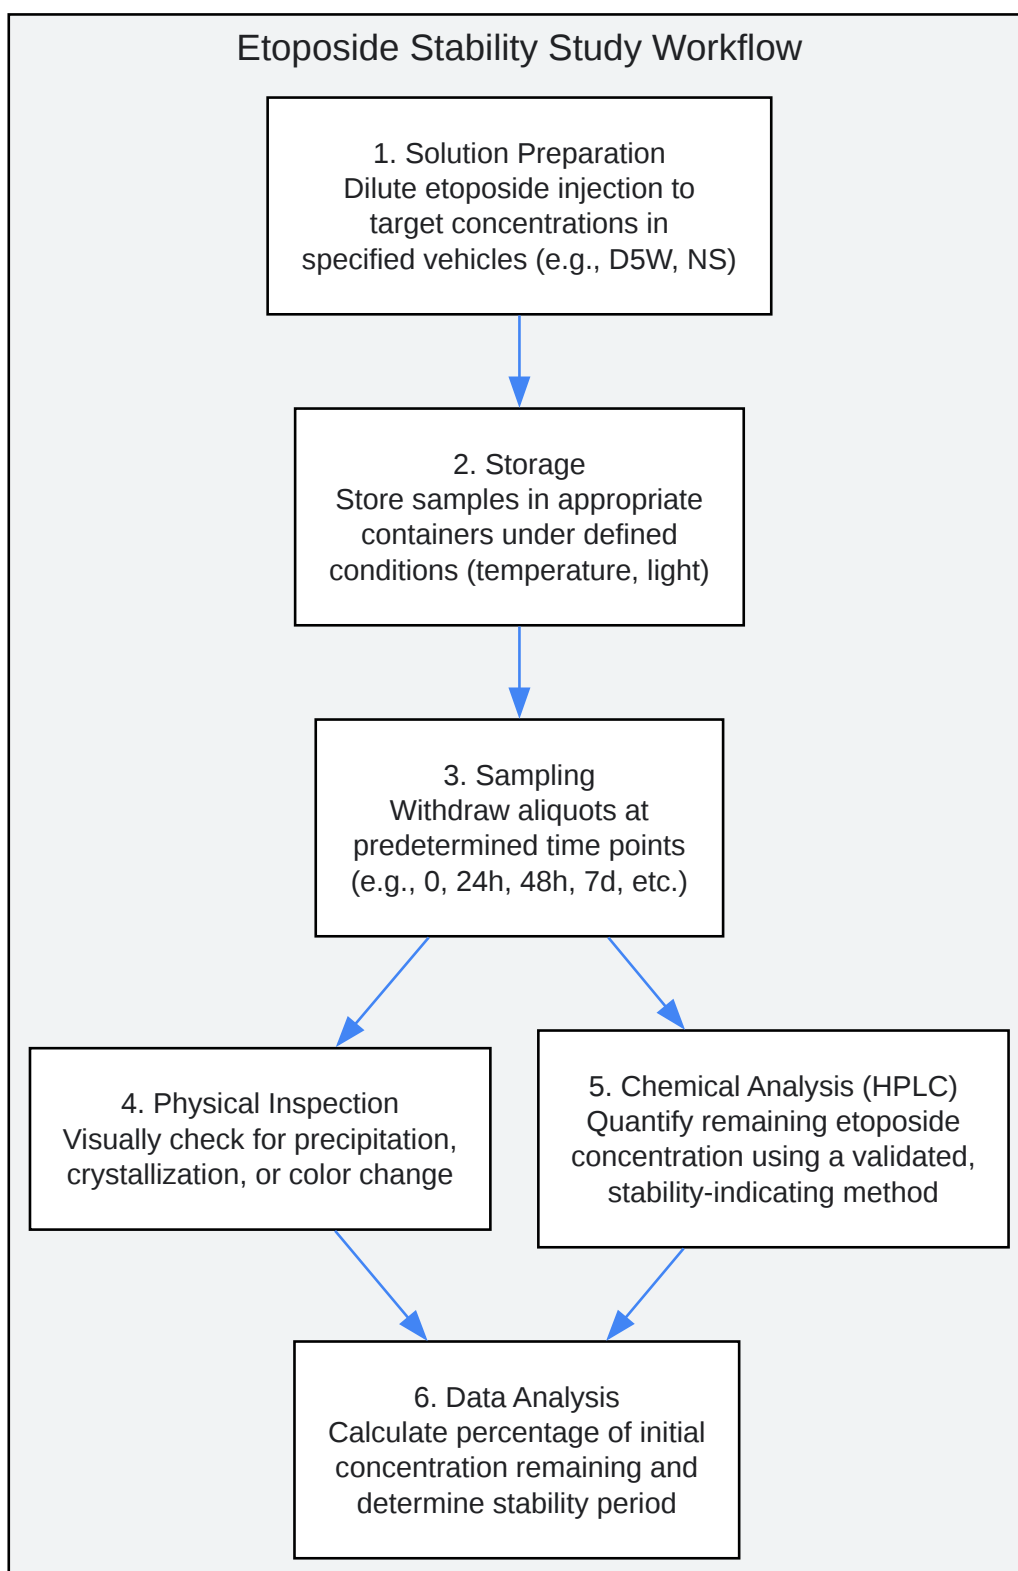 Etoposide Stability Study Workflow
1. Solution Preparation
Dilute etoposide injection to
target concentrations in
specified vehicles (e.g., D5W, NS)
2. Storage
Store samples in appropriate
containers under defined
conditions (temperature, light)
3. Sampling
Withdraw aliquots at
predetermined time points
(e.g., 0, 24h, 48h, 7d, etc.)
4. Physical Inspection
Visually check for precipitation,
crystallization, or color change
5. Chemical Analysis (HPLC)
Quantify remaining etoposide
concentration using a validated,
stability-indicating method
6. Data Analysis
Calculate percentage of initial
concentration remaining and
determine stability period